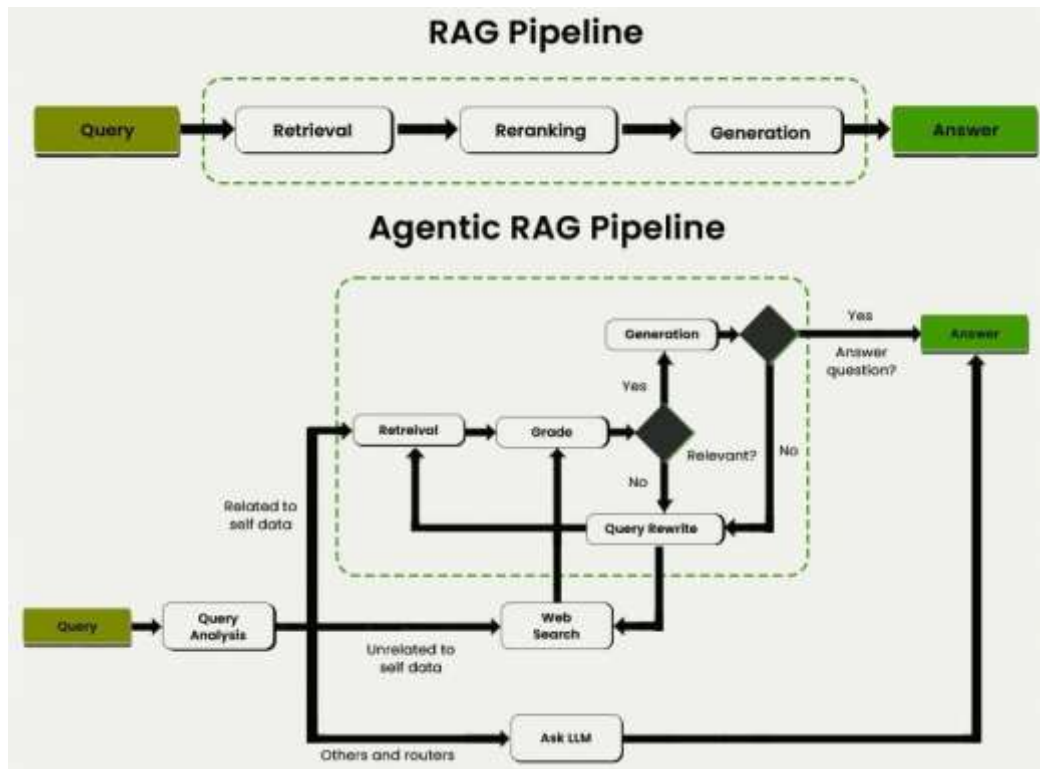 RAG Pipeline
Query
Retrieval
Reranking
Generation
Answer
Agentic RAG Pipeline
Generation
Yes
Answer
question?
Answer
Yes
Retreival
Grade
Relevant?
No
No
Related to
self data
Query Rewrite
Query
Query
Analysis
Web
Search
Unrelated to
self data
Ask LLM
Others and routers